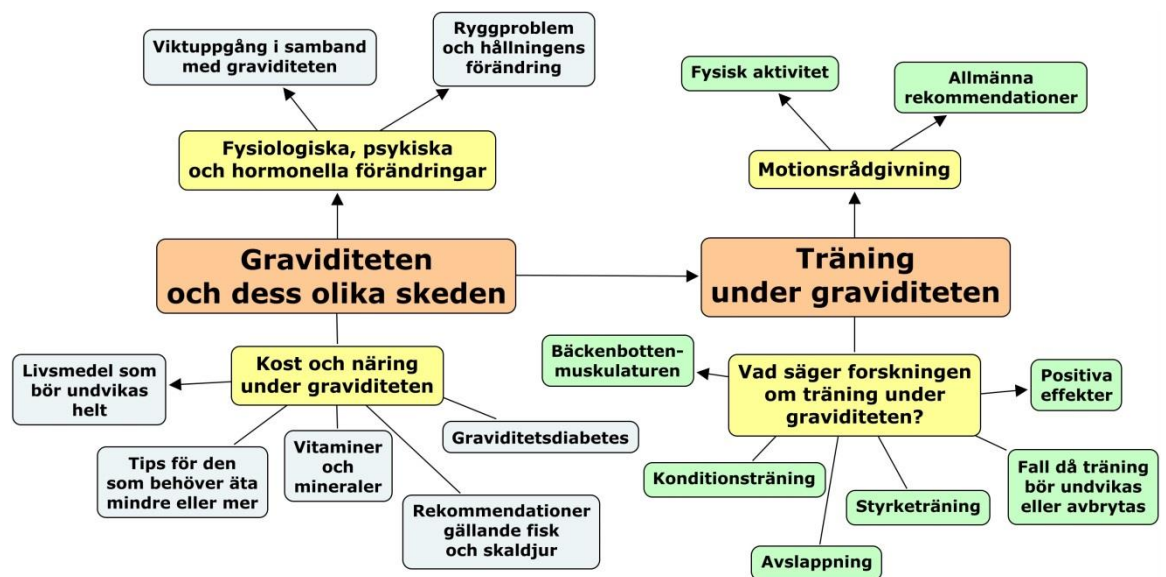 Viktuppgång i samband
med graviditeten
Ryggproblem
och hållningens
förändring
Fysiologiska, psykiska
och hormonella förändringar
Graviditeten
och dess olika skeden
Kost och näring
under graviditeten
Livsmedel som
bör undvikas
helt
Tips för den
som behöver äta
mindre eller mer
Vitaminer
och
mineraler
Rekommendationer
gällande fisk
och skaldjur
Graviditetsdiabetes
Fysisk aktivitet
Allmänna
rekommendationer
Motionsrådgivning
Träning
under graviditeten
Bäckenbotten-
muskulaturen
Vad säger forskningen
om träning under
graviditeten?
Positiva
effekter
Konditionsträning
Avslappning
Styrketräning
Fall då träning
bör undvikas
eller avbrytas